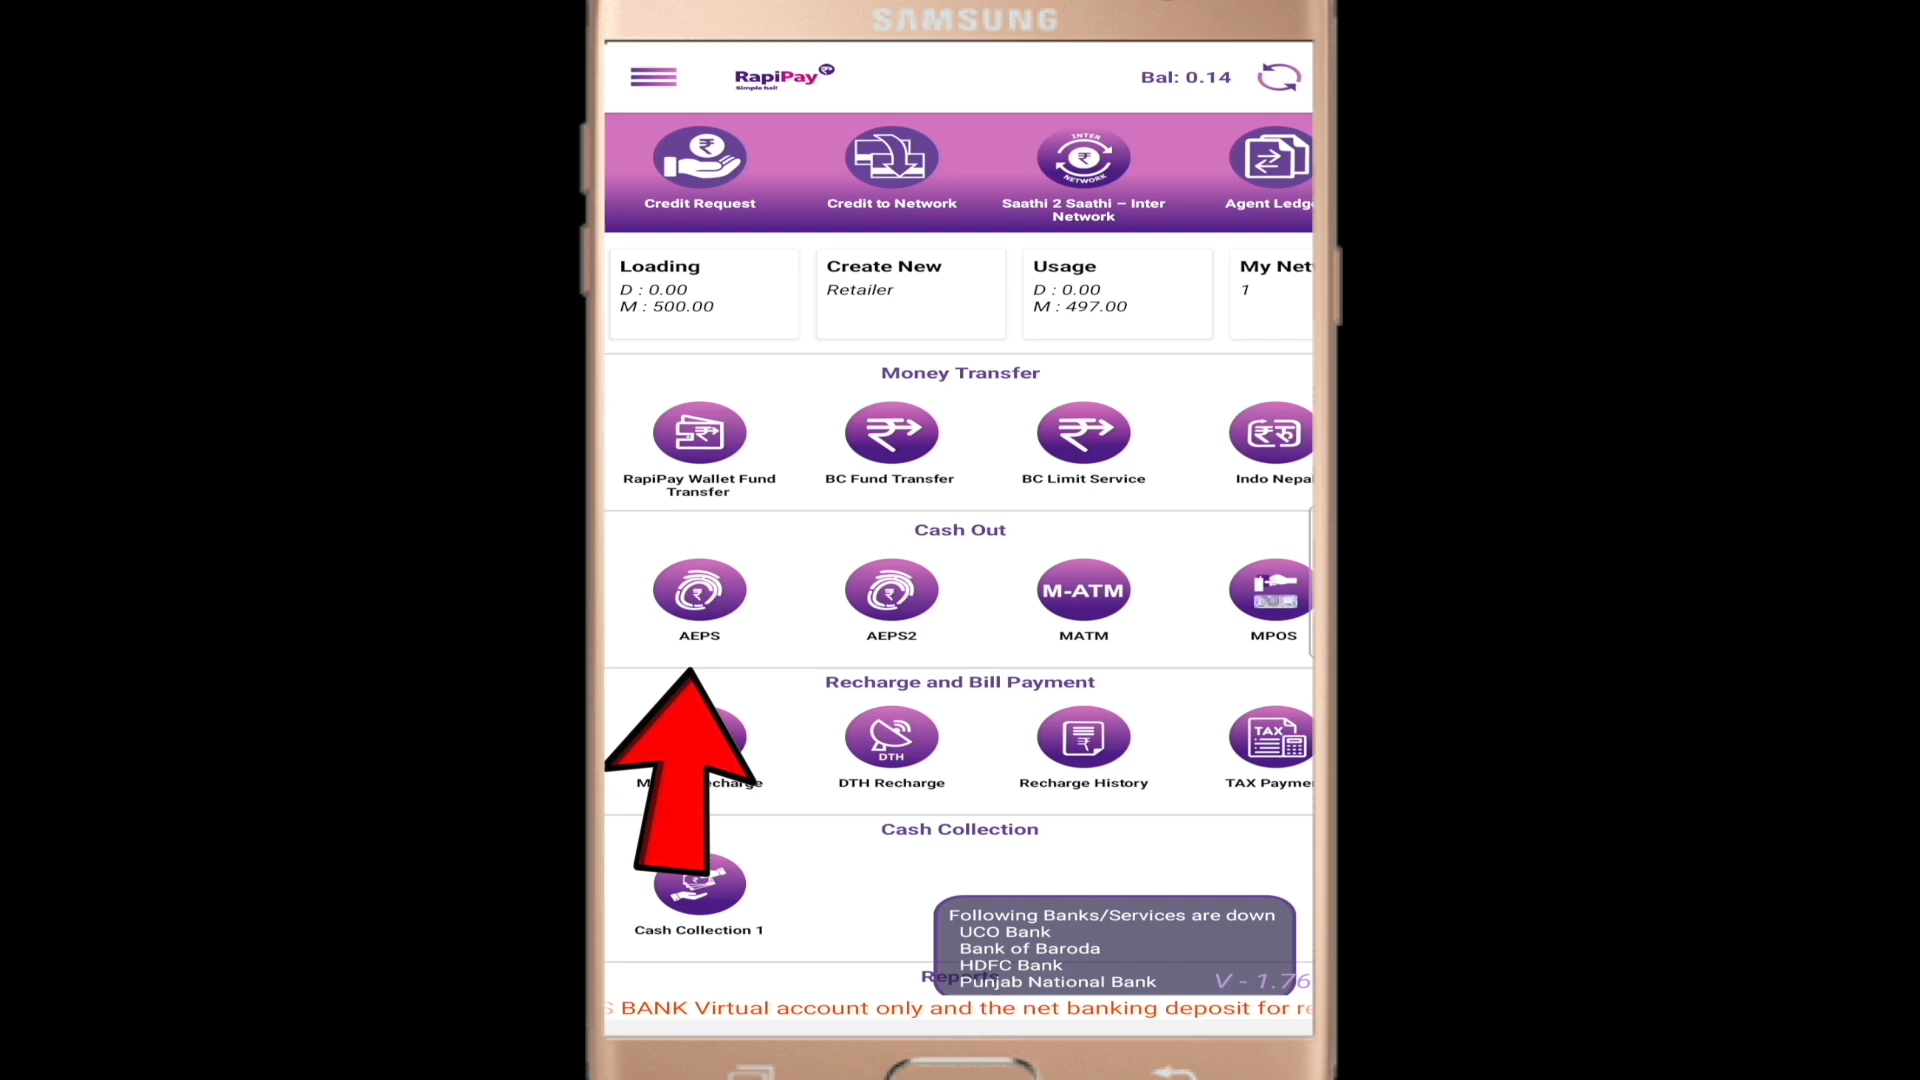 SAMSUNG
RapiPay
Simple hai!
Bal: 0.14
INTER
NETWORK
Credit Request
Credit to Network
Saathi 2 Saathi – Inter
Network
Agent Ledg
Loading
D : 0.00
M : 500.00
Create New
Retailer
Usage
D : 0.00
M : 497.00
My Net
1
Money Transfer
RapiPay Wallet Fund
Transfer
BC Fund Transfer
BC Limit Service
Indo Nepa
Cash Out
M-ATM
AEPS
AEPS2
MATM
MPOS
Recharge and Bill Payment
DTH
TAX
M
charge
DTH Recharge
Recharge History
TAX Payme
Cash Collection
Cash Collection 1
Following Banks/Services are down
UCO Bank
Bank of Baroda
HDFC Bank
Punjab National Bank
Reports
V - 1.76
S BANK Virtual account only and the net banking deposit for re